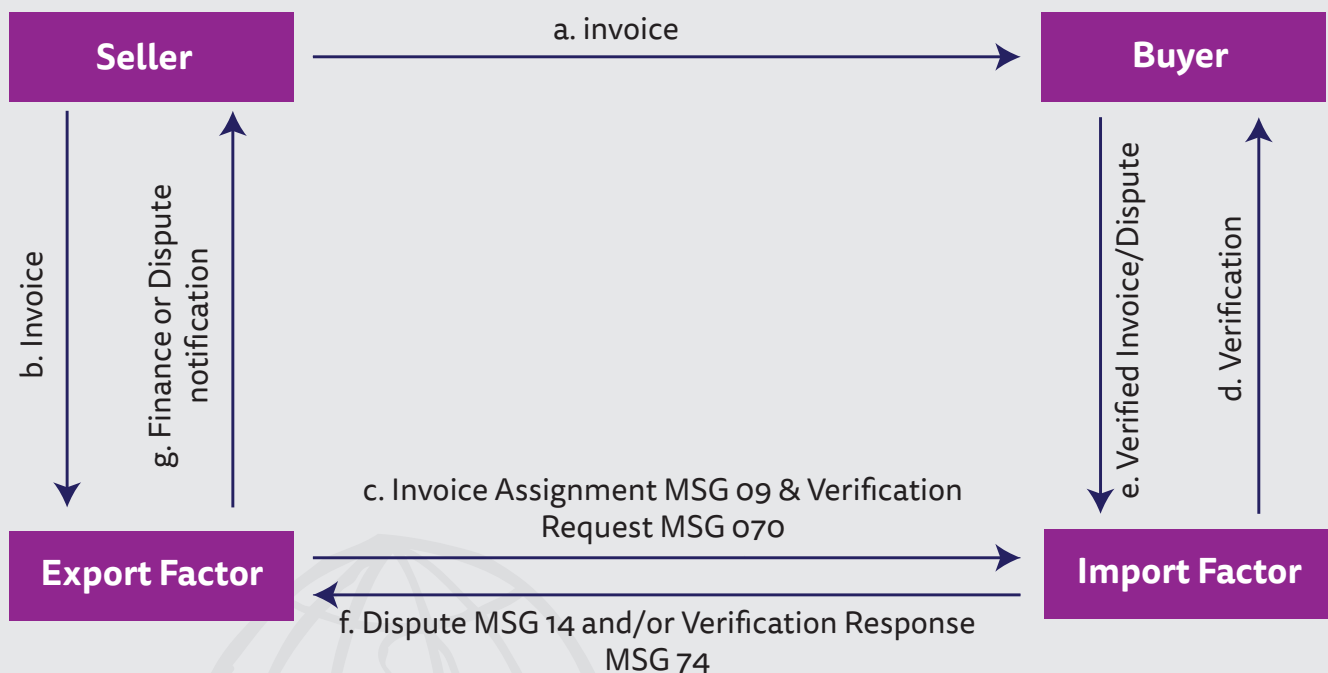 Seller
a. invoice
Buyer
b. Invoice
g. Finance or Dispute
notification
e. Verified Invoice/Dispute
d. Verification
c. Invoice Assignment MSG 09 & Verification
Request MSG 070
Export Factor
Import Factor
f. Dispute MSG 14 and/or Verification Response
MSG 74